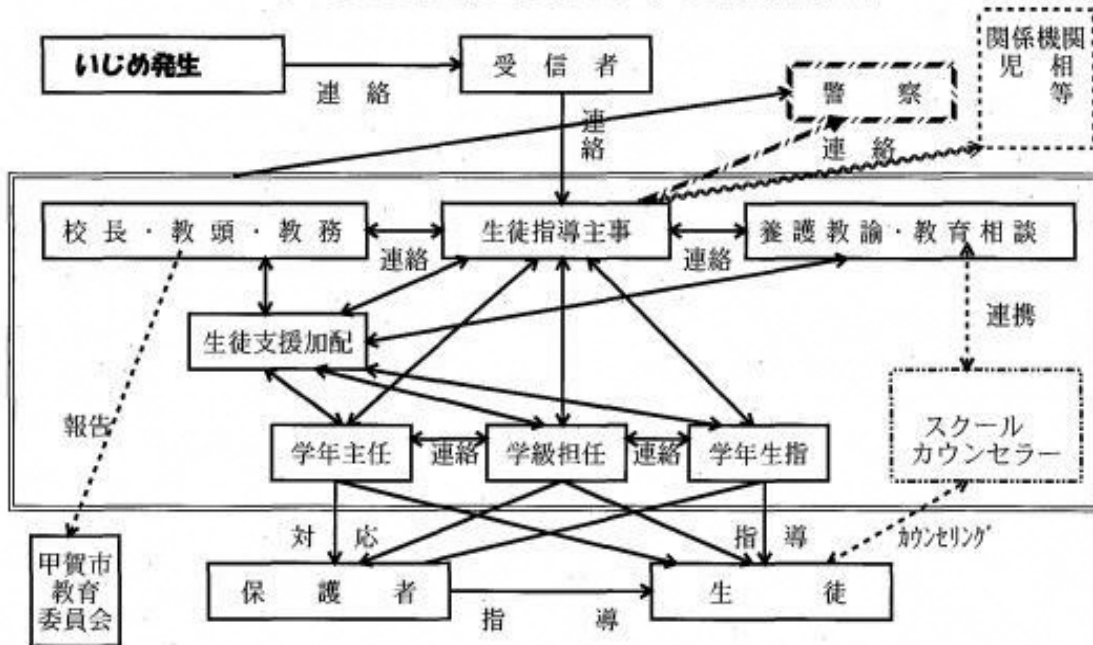 いじめ発生
連絡
受信者
関係機関
児相
等
警察
連絡
連絡
校長・教頭・教務
連絡
生徒指導主事
連絡
養護教諭・教育相談
生徒支援加配
連携
報告
学年主任
連絡
学級担任
連絡
学年生指
スクール
カウンセラー
対応
指導
カウンセリング
甲賀市
教育
委員会
保護者
指導
生徒